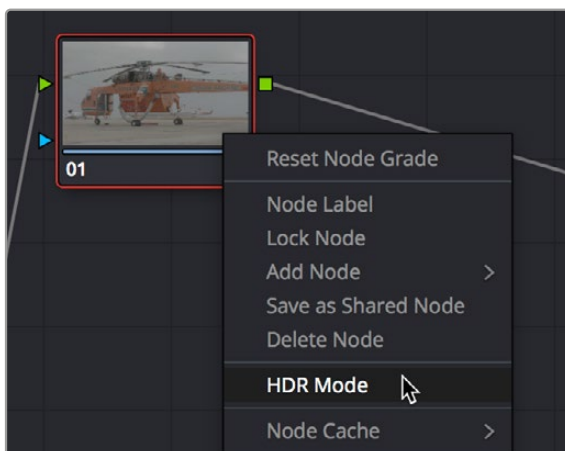 01
Reset Node Grade
Node Label
Lock Node
Add Node >
Save as Shared Node
Delete Node
HDR Mode
Node Cache >